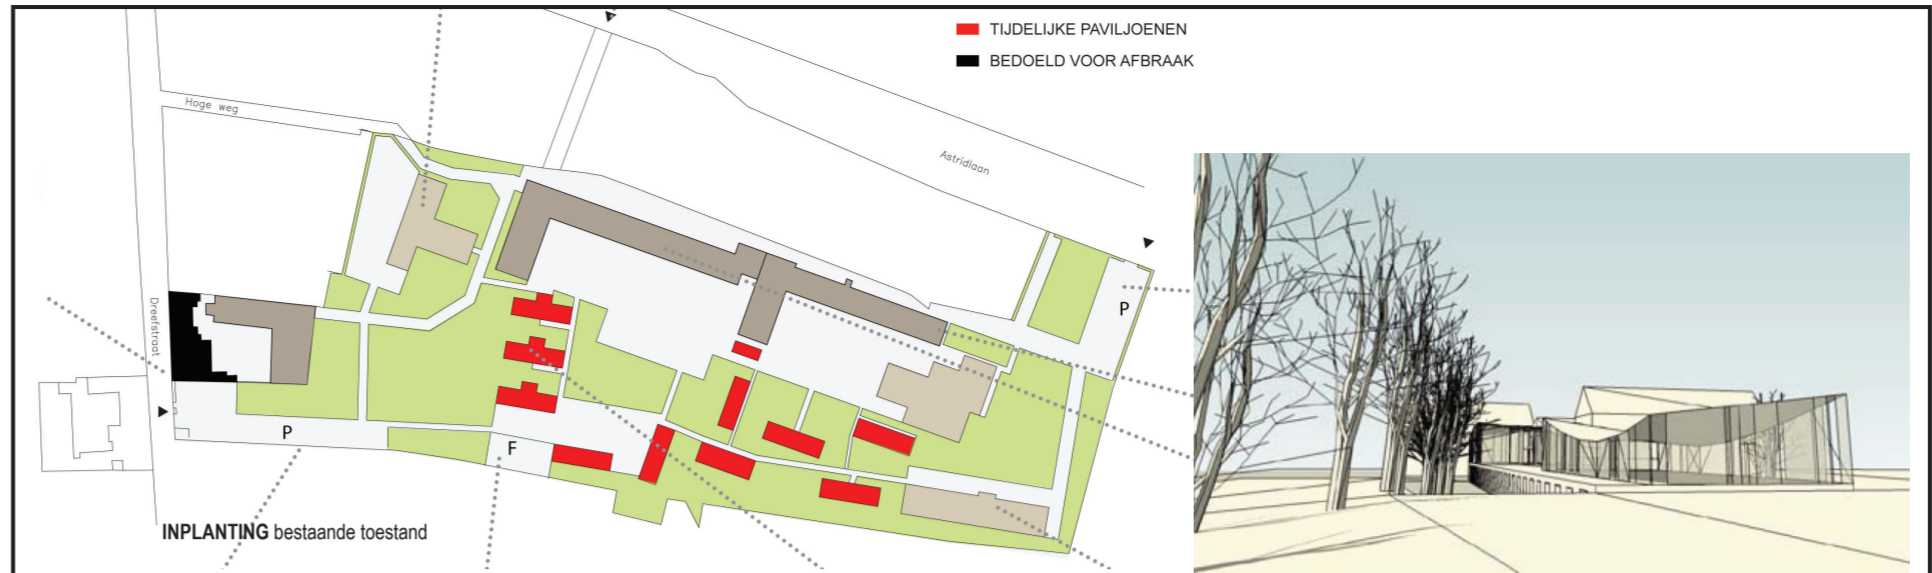 TIJDELIJKE PAVILJOENEN
BEDOELD VOOR AFBRAAK
Hoge weg
Astridlaan
Dreefstraat
P
P
F
INPLANTING bestaande toestand